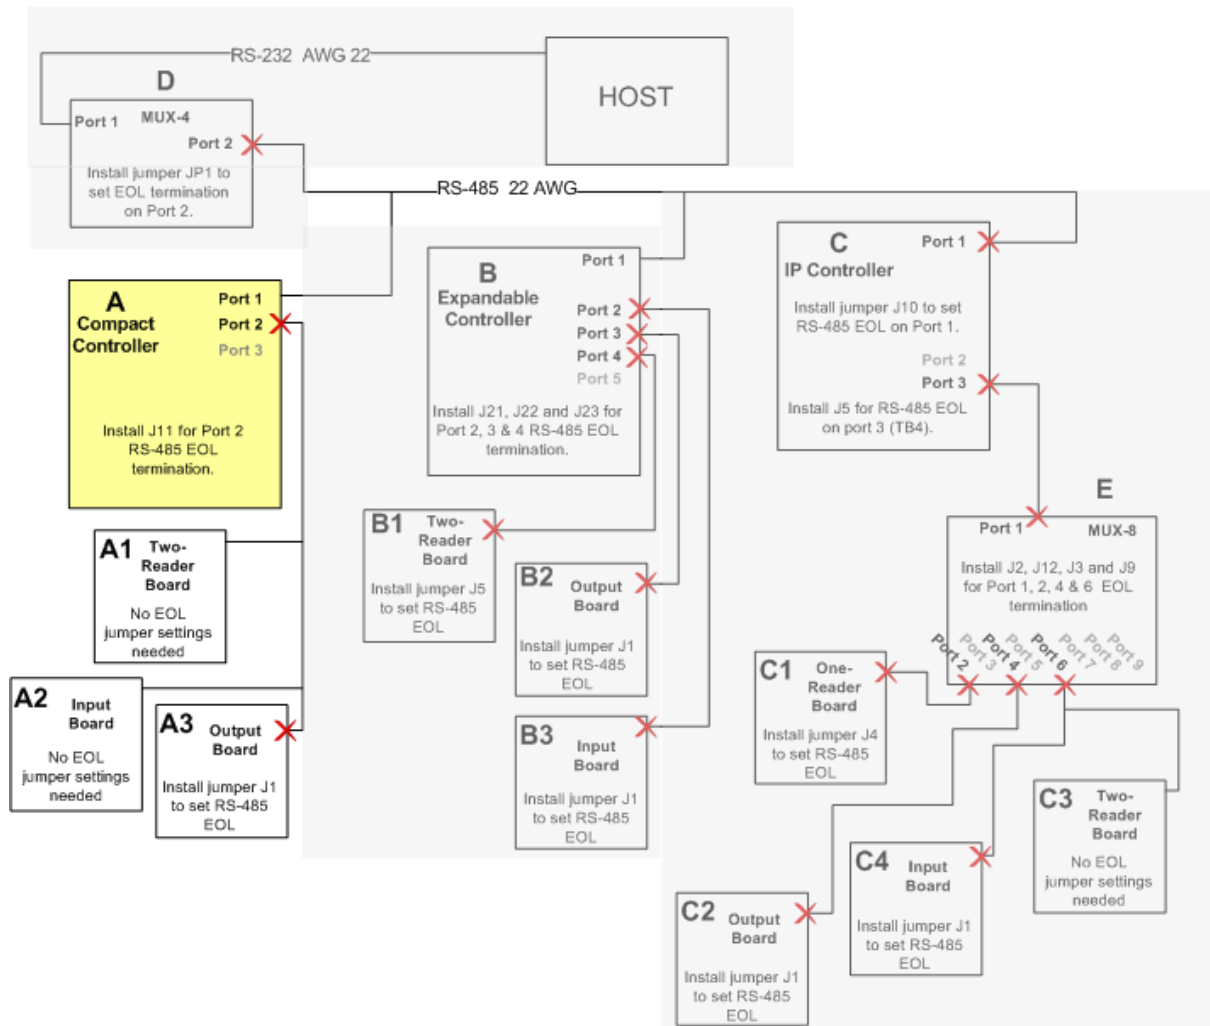 RS-232  AWG 22
HOST
D
MUX-4
Port 1
Port 2
Install jumper JP1 to
set EOL termination
on Port 2.
RS-485  22 AWG
A
Compact
Controller
Port 1
Port 2
Port 3
Install J11 for Port 2
RS-485 EOL
termination.
B
Expandable
Controller
Port 1
Port 2
Port 3
Port 4
Port 5
Install J21, J22 and J23 for
Port 2, 3 & 4 RS-485 EOL
termination.
C
IP Controller
Port 1
Install jumper J10 to set
RS-485 EOL on Port 1.
Port 2
Port 3
Install J5 for RS-485 EOL
on port 3 (TB4).
E
Port 1
MUX-8
Install J2, J12, J3 and J9
for Port 1, 2, 4 & 6  EOL
termination
Port 2
Port 3
Port 4
Port 5
Port 6
Port 7
Port 8
Port 9
A1
Two-
Reader
Board
No EOL
jumper settings
needed
A2
Input
Board
No EOL
jumper settings
needed
A3
Output
Board
Install jumper J1
to set RS-485
EOL
B1
Two-
Reader
Board
Install jumper J5
to set RS-485
EOL
B2
Output
Board
Install jumper J1
to set RS-485
EOL
B3
Input
Board
Install jumper J1
to set RS-485
EOL
C1
One-
Reader
Board
Install jumper J4
to set RS-485
EOL
C2
Output
Board
Install jumper J1
to set RS-485
EOL
C4
Input
Board
Install jumper J1
to set RS-485
EOL
C3
Two-
Reader
Board
No EOL
jumper settings
needed